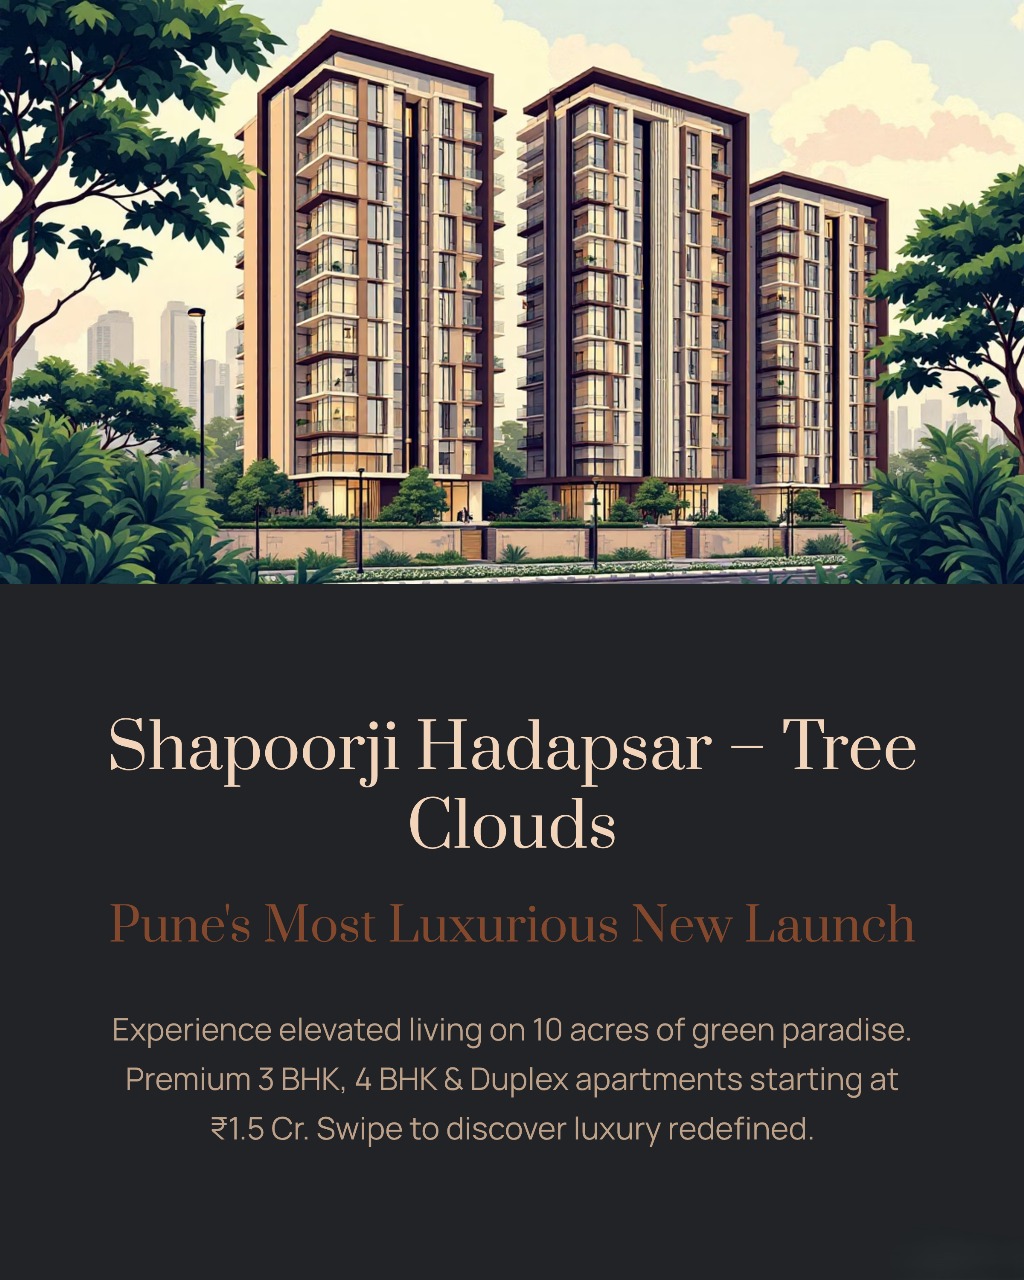 Shapoorji Hadapsar – Tree
Clouds
Pune's Most Luxurious New Launch
Experience elevated living on 10 acres of green paradise.
Premium 3 BHK, 4 BHK & Duplex apartments starting at
₹1.5 Cr. Swipe to discover luxury redefined.